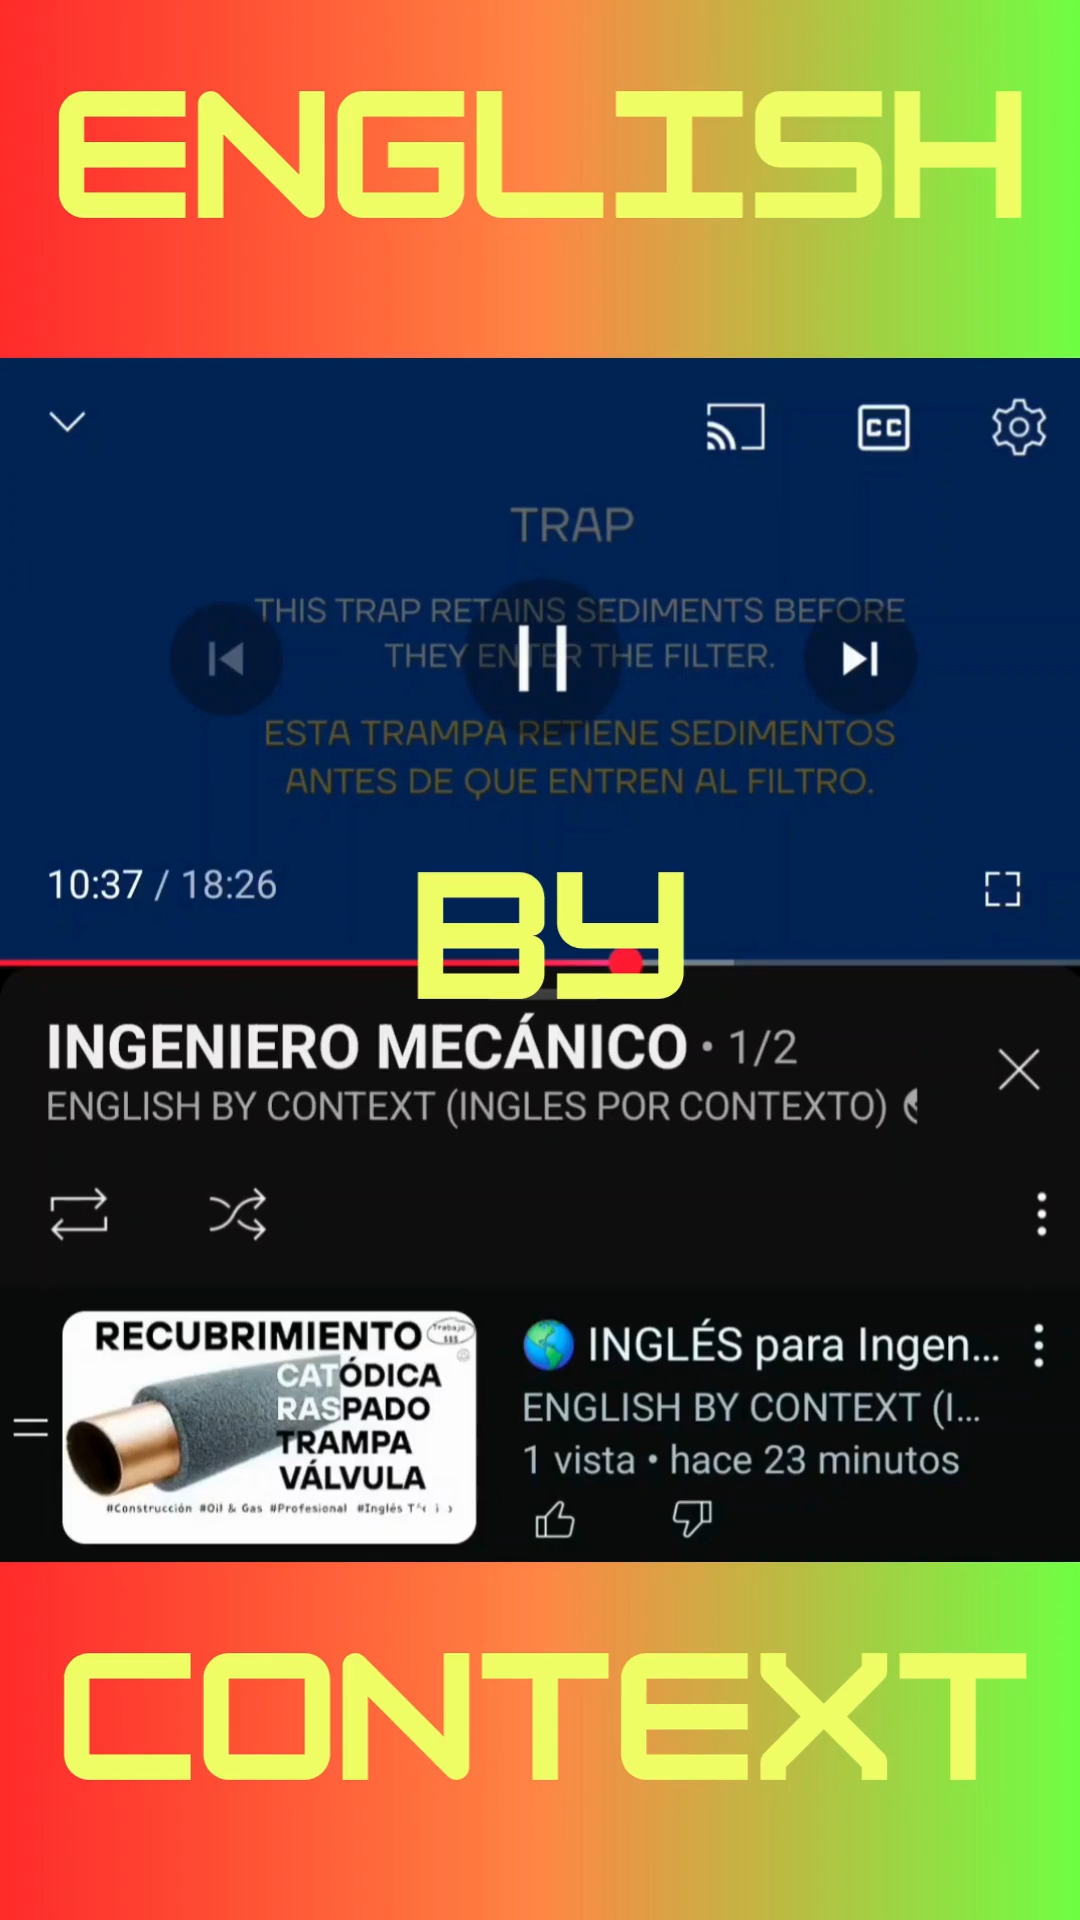 ENGLISH
CC
TRAP
THIS TRAP RETAINS SEDIMENTS BEFORE
THEY ENTER THE FILTER.
ESTA TRAMPA RETIENE SEDIMENTOS
ANTES DE QUE ENTREN AL FILTRO.
10:37 / 18:26
BY
INGENIERO MECÁNICO • 1/2
ENGLISH BY CONTEXT (INGLES POR CONTEXTO)
RECUBRIMIENTO
Trabajo
$$$
CATÓDICA
RASPADO
TRAMPA
VÁLVULA
#Construcción #Oil & Gas #Profesional #Inglés
INGLÉS para Ingen...
ENGLISH BY CONTEXT (I...
1 vista • hace 23 minutos
CONTEXT